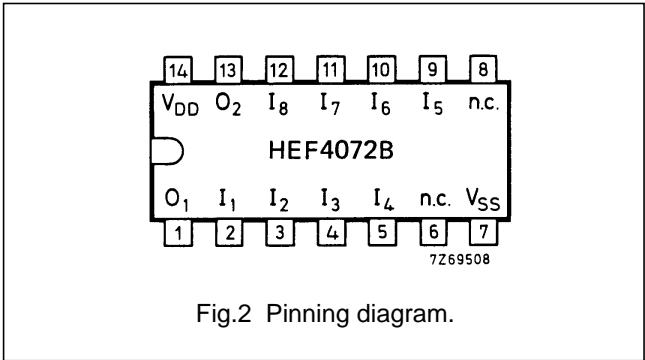 14 13 12 11 10 9 8
VDD O2 I8 I7 I6 I5 n.c.
HEF4072B
O1 I1 I2 I3 I4 n.c. VSS
1 2 3 4 5 6 7
7Z69508
Fig.2 Pinning diagram.